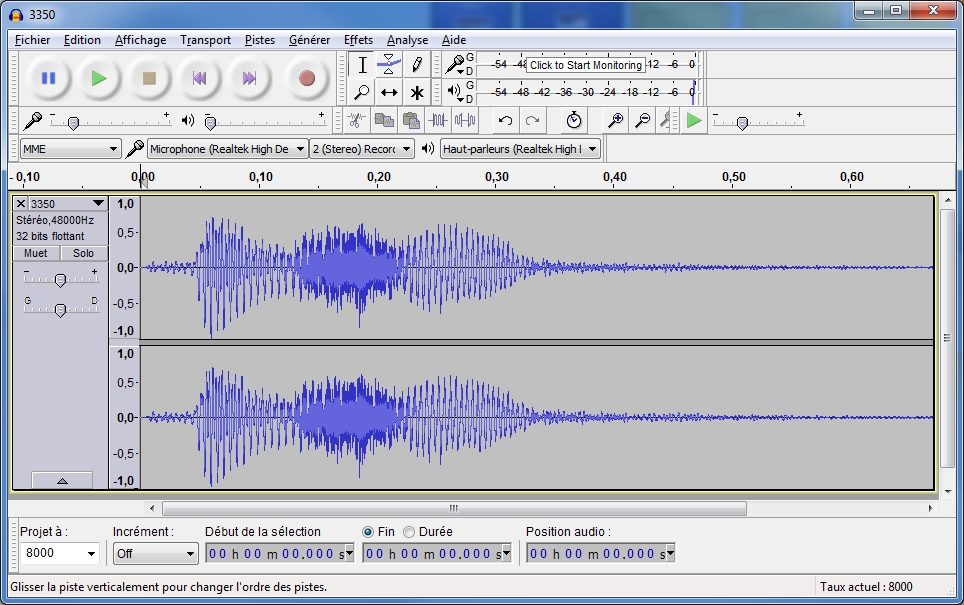 3350
Fichier Edition Affichage Transport Pistes Générer Effets Analyse Aide
G D -54 -48 Click to Start Monitoring -12 -6 0
G D -54 -48 -42 -36 -30 -24 -18 -12 -6 0
- + - + - +
MME Microphone (Realtek High De 2 (Stereo) Recor Haut-parleurs (Realtek High
-0,10 0,00 0,10 0,20 0,30 0,40 0,50 0,60
3350
Stéréo,48000Hz
32 bits flottant
Muet Solo
- +
G D
1,0
0,5-
0,0-
-0,5-
-1,0
1,0
0,5-
0,0-
-0,5-
-1,0
Projet à : Incrément : Début de la sélection Fin Durée Position audio :
8000 Off 00 h 00 m 00.000 s 00 h 00 m 00.000 s 00 h 00 m 00.000 s
Glisser la piste verticalement pour changer l'ordre des pistes. Taux actuel : 8000